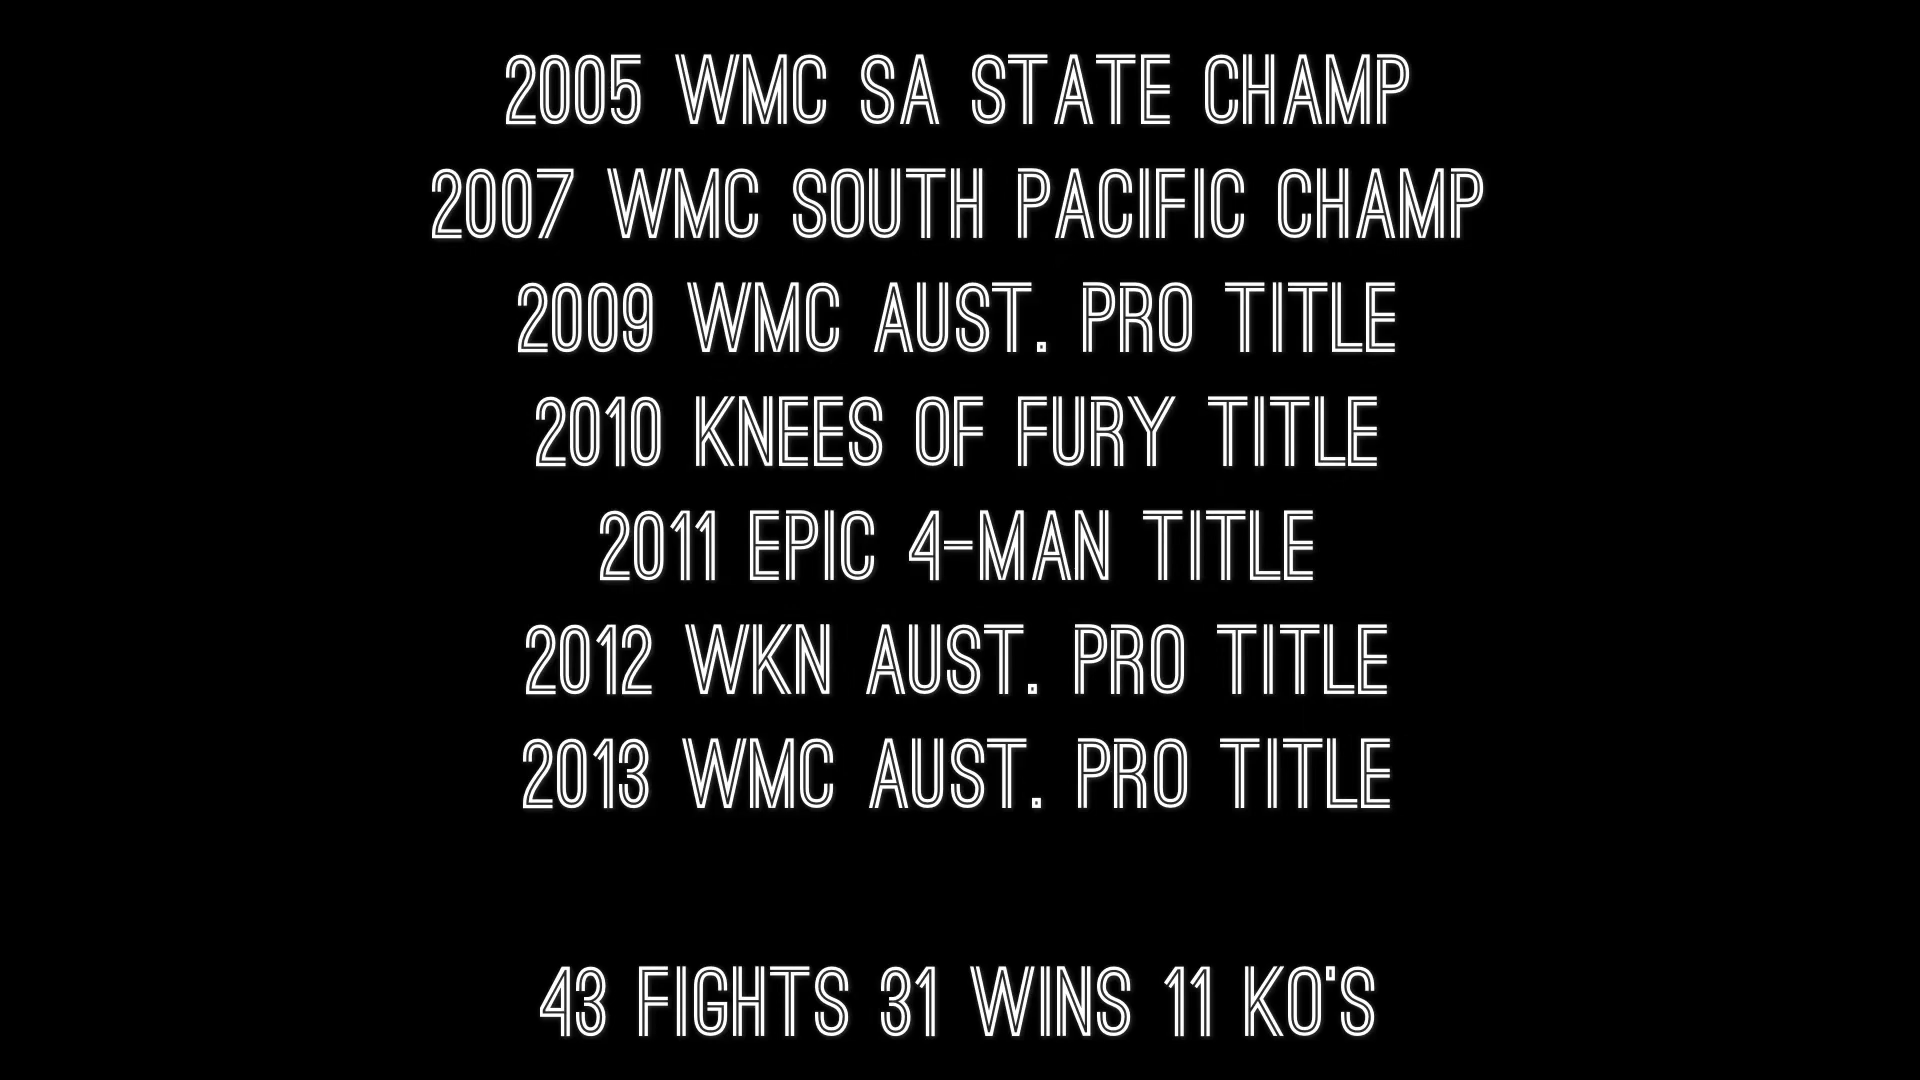 2005 WMC SA STATE CHAMP
2007 WMC SOUTH PACIFIC CHAMP
2009 WMC AUST. PRO TITLE
2010 KNEES OF FURY TITLE
2011 EPIC 4-MAN TITLE
2012 WKN AUST. PRO TITLE
2013 WMC AUST. PRO TITLE
43 FIGHTS 31 WINS 11 KO'S